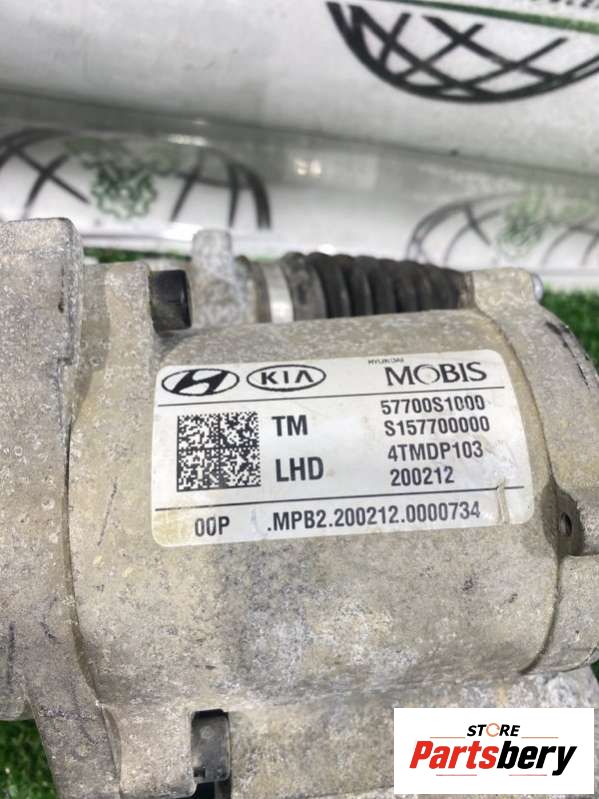 HYUNDAI
KIA MOBIS
57700S1000
TM S157700000
LHD 4TMDP103
200212
00P .MPB2.200212.0000734
STORE
Partsbery